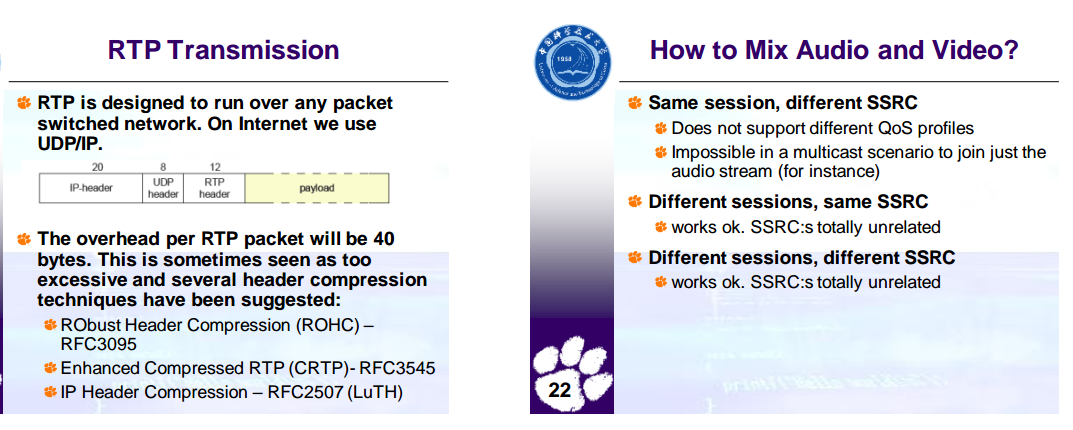 RTP Transmission
RTP is designed to run over any packet
switched network. On Internet we use
UDP/IP.
20 8 12
IP-header
UDP
header
RTP
header
payload
The overhead per RTP packet will be 40
bytes. This is sometimes seen as too
excessive and several header compression
techniques have been suggested:
RObust Header Compression (ROHC) –
RFC3095
Enhanced Compressed RTP (CRTP)- RFC3545
IP Header Compression – RFC2507 (LuTH)
1958
How to Mix Audio and Video?
Same session, different SSRC
Does not support different QoS profiles
Impossible in a multicast scenario to join just the
audio stream (for instance)
Different sessions, same SSRC
works ok. SSRC:s totally unrelated
Different sessions, different SSRC
works ok. SSRC:s totally unrelated
22